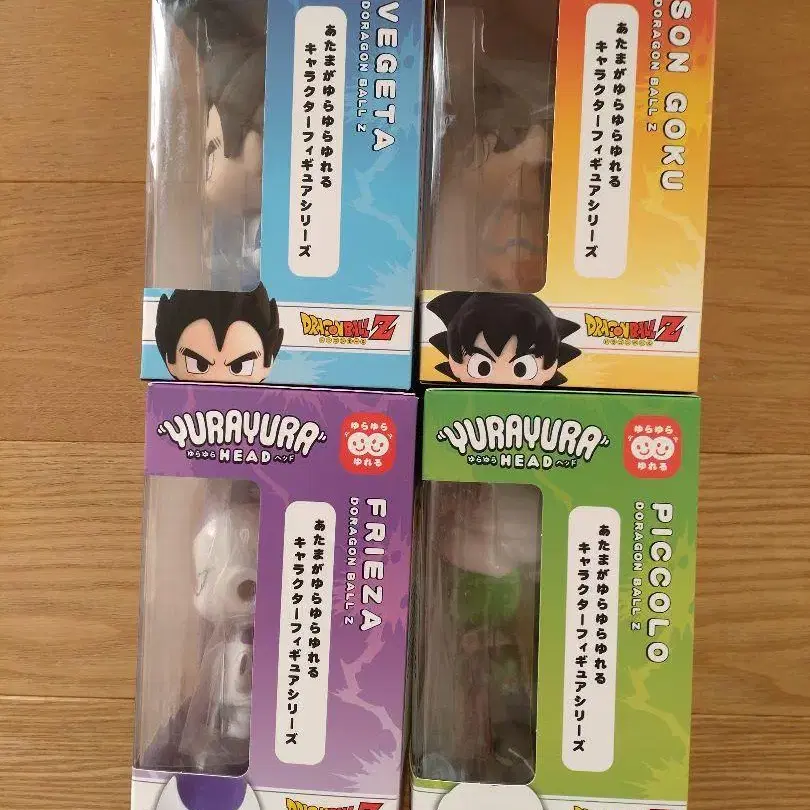 VEGETA
DORAGON BALL Z
あたまがゆらゆらゆれる
キャラクターフィギュアシリーズ
DRAGONBALL Z
SON GOKU
DORAGON BALL Z
あたまがゆらゆらゆれる
キャラクターフィギュアシリーズ
DRAGONBALL Z
"YURAYURA"
ゆらゆら HEAD ヘッド
ゆらゆら
ゆれる
FRIEZA
DORAGON BALL Z
あたまがゆらゆらゆれる
キャラクターフィギュアシリーズ
DRAGONBALL Z
"YURAYURA"
ゆらゆら HEAD ヘッド
ゆらゆら
ゆれる
PICCOLO
DORAGON BALL Z
あたまがゆらゆらゆれる
キャラクターフィギュアシリーズ
DRAGONBALL Z